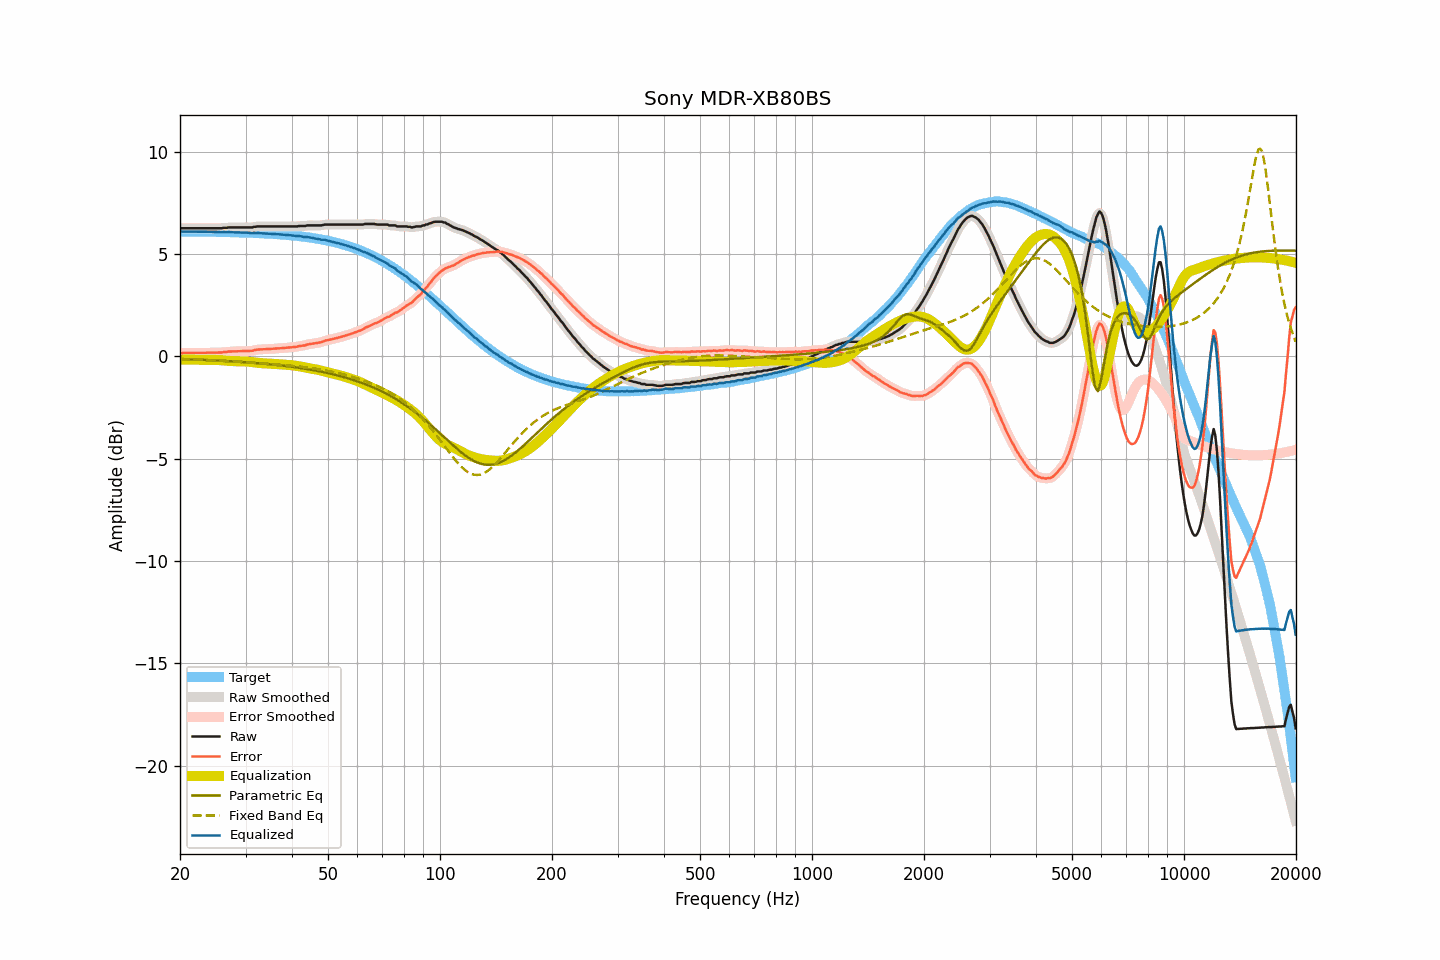 Sony MDR-XB80BS
Amplitude (dBr)
10
5
0
−5
−10
−15
−20
Target
Raw Smoothed
Error Smoothed
Raw
Error
Equalization
Parametric Eq
Fixed Band Eq
Equalized
20 50 100 200 500 1000 2000 5000 10000 20000
Frequency (Hz)